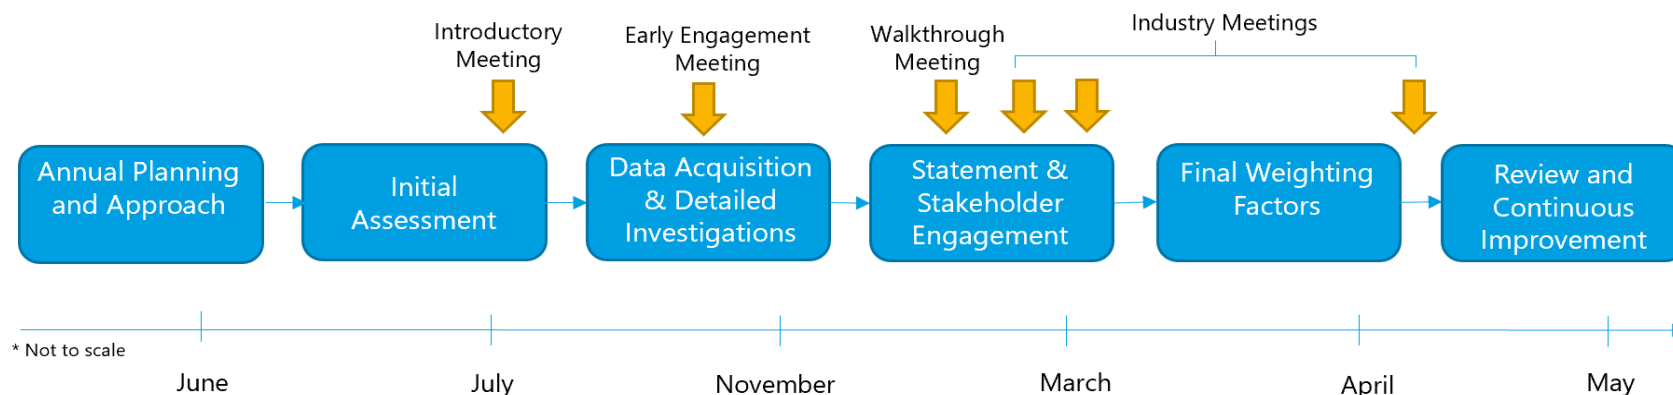 Introductory
Meeting
Early Engagement
Meeting
Walkthrough
Meeting
Industry Meetings
Annual Planning
and Approach
Initial
Assessment
Data Acquisition
& Detailed
Investigations
Statement &
Stakeholder
Engagement
Final Weighting
Factors
Review and
Continuous
Improvement
* Not to scale
June
July
November
March
April
May